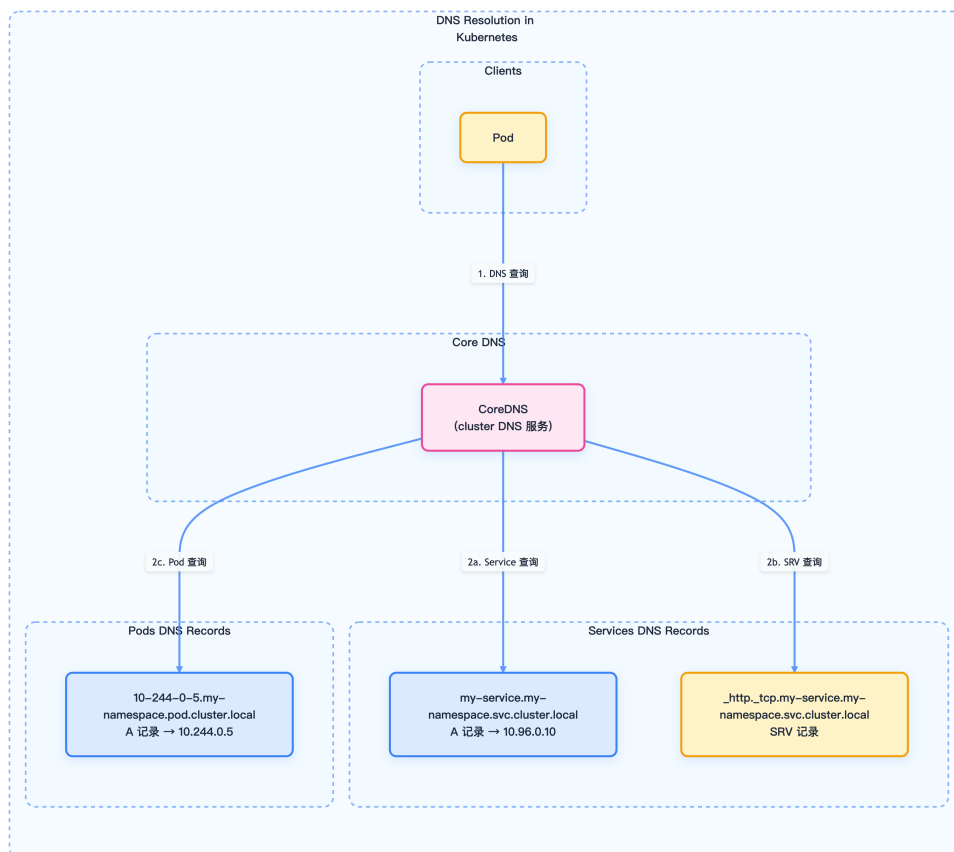 DNS Resolution in
Kubernetes
Clients
Pod
1. DNS 查询
Core DNS
CoreDNS
(cluster DNS 服务)
2c. Pod 查询
2a. Service 查询
2b. SRV 查询
Pods DNS Records
10-244-0-5.my-
namespace.pod.cluster.local
A 记录 → 10.244.0.5
Services DNS Records
my-service.my-
namespace.svc.cluster.local
A 记录 → 10.96.0.10
_http._tcp.my-service.my-
namespace.svc.cluster.local
SRV 记录